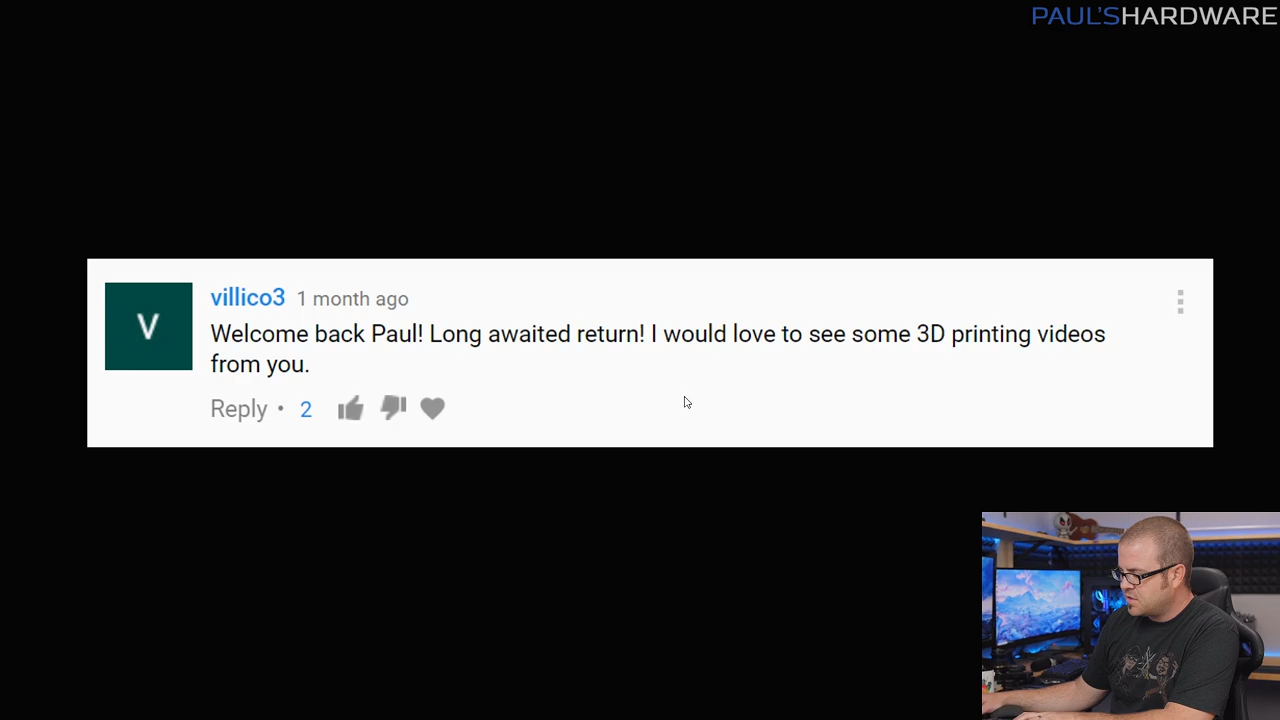 PAUL'SHARDWARE
V
villico3 1 month ago
Welcome back Paul! Long awaited return! I would love to see some 3D printing videos
from you.
Reply • 2